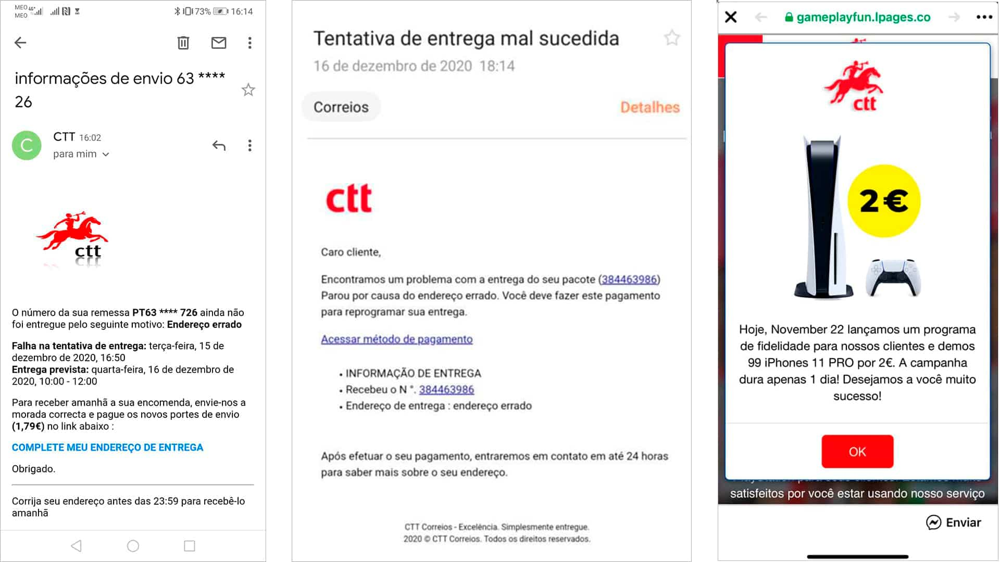 MEO 4G
MEO
73%
16:14
informações de envio 63 ****
26
C
CTT 16:02
para mim
ctt
O número da sua remessa PT63 **** 726 ainda não
foi entregue pelo seguinte motivo: Endereço errado
Falha na tentativa de entrega: terça-feira, 15 de
dezembro de 2020, 16:50
Entrega prevista: quarta-feira, 16 de dezembro de
2020, 10:00 - 12:00
Para receber amanhã a sua encomenda, envie-nos a
morada correcta e pague os novos portes de envio
(1,79€) no link abaixo :
COMPLETE MEU ENDEREÇO DE ENTREGA
Obrigado.
Corrija seu endereço antes das 23:59 para recebê-lo
amanhã
Tentativa de entrega mal sucedida
16 de dezembro de 2020 18:14
Correios
Detalhes
ctt
Caro cliente,
Encontramos um problema com a entrega do seu pacote (384463986)
Parou por causa do endereço errado. Você deve fazer este pagamento
para reprogramar sua entrega.
Acessar método de pagamento
• INFORMAÇÃO DE ENTREGA
• Recebeu o N °. 384463986
• Endereço de entrega : endereço errado
Após efetuar o seu pagamento, entraremos em contato em até 24 horas
para saber mais sobre o seu endereço.
CTT Correios - Excelência. Simplesmente entregue.
2020 © CTT Correios. Todos os direitos reservados.
gameplayfun.lpages.co
ctt
2€
Hoje, November 22 lançamos um programa
de fidelidade para nossos clientes e demos
99 iPhones 11 PRO por 2€. A campanha
dura apenas 1 dia! Desejamos a você muito
sucesso!
OK
satisfeitos por você estar usando nosso serviço
Enviar